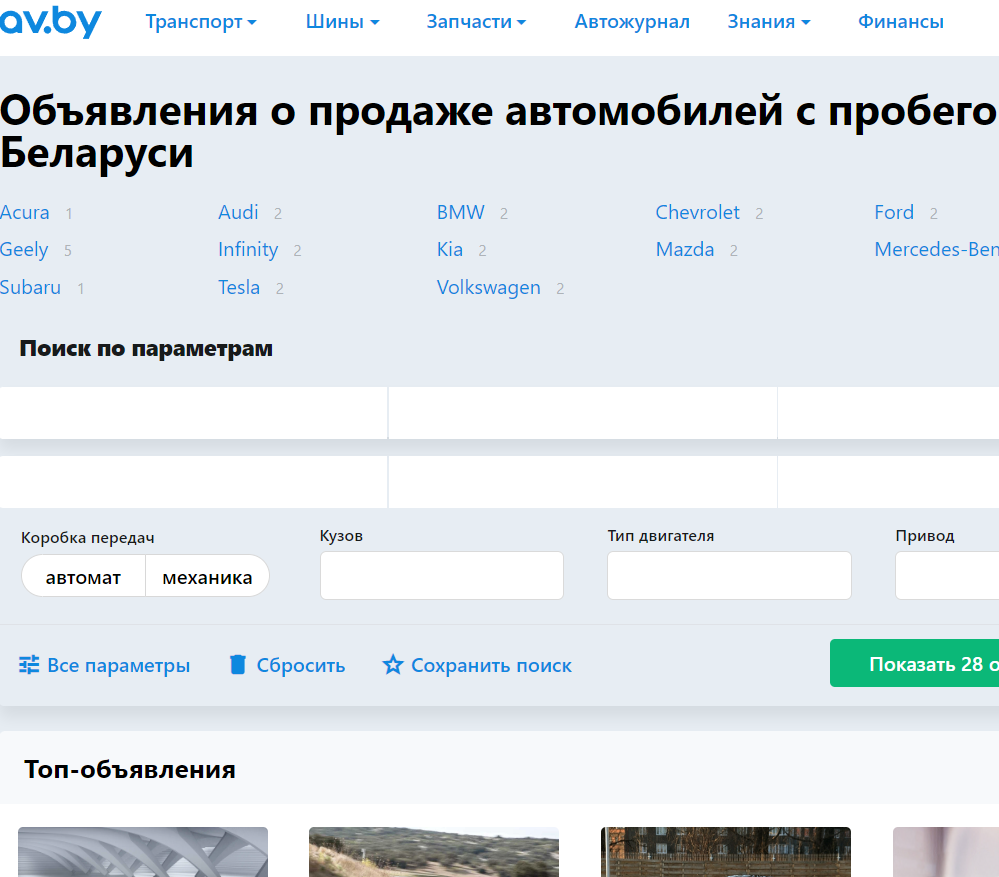 av.by Транспорт Шины Запчасти Автожурнал Знания Финансы
Объявления о продаже автомобилей с пробего
Беларуси
Acura 1 Audi 2 BMW 2 Chevrolet 2 Ford 2
Geely 5 Infinity 2 Kia 2 Mazda 2 Mercedes-Ben
Subaru 1 Tesla 2 Volkswagen 2
Поиск по параметрам
Коробка передач Кузов Тип двигателя Привод
автомат механика
Все параметры Сбросить Сохранить поиск Показать 28 о
Топ-объявления